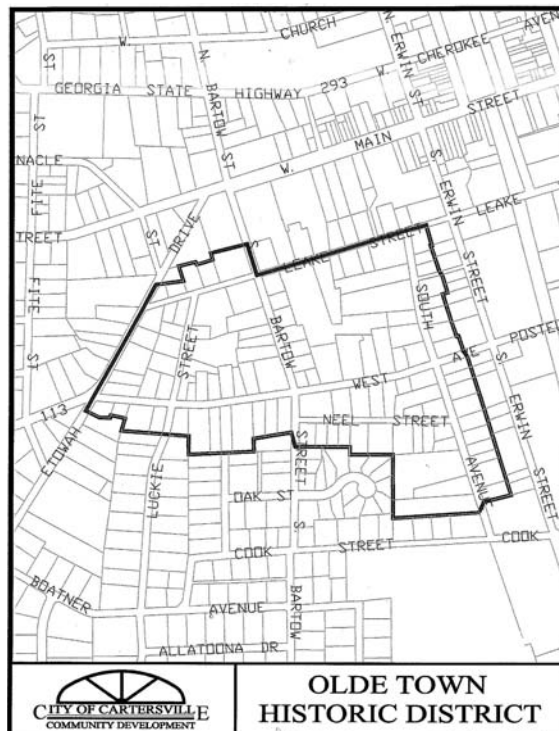 CHURCH
W.
ST
N. BARTOW ST
N. ERWIN ST
W. CHEROKEE AVEN
GEORGIA STATE HIGHWAY 293
STREET
MAIN
W.
NACLE
FITE ST
S. ERWIN STREET
LEAKE
TREET
ST
DRIVE
S
LEAKE STREET
FITE ST
SOUTH
BARTOW
STREET
AVE
POSTE
WEST
S. ERWIN STREET
113
NEEL STREET
ETOWAH
STREET
LUCKIE
AVENUE
OAK ST
S. BARTOW
COOK STREET
COOK
BOATNER AVENUE
ALLATOONA DR
CITY OF CARTERSVILLE
COMMUNITY DEVELOPMENT
OLDE TOWN
HISTORIC DISTRICT